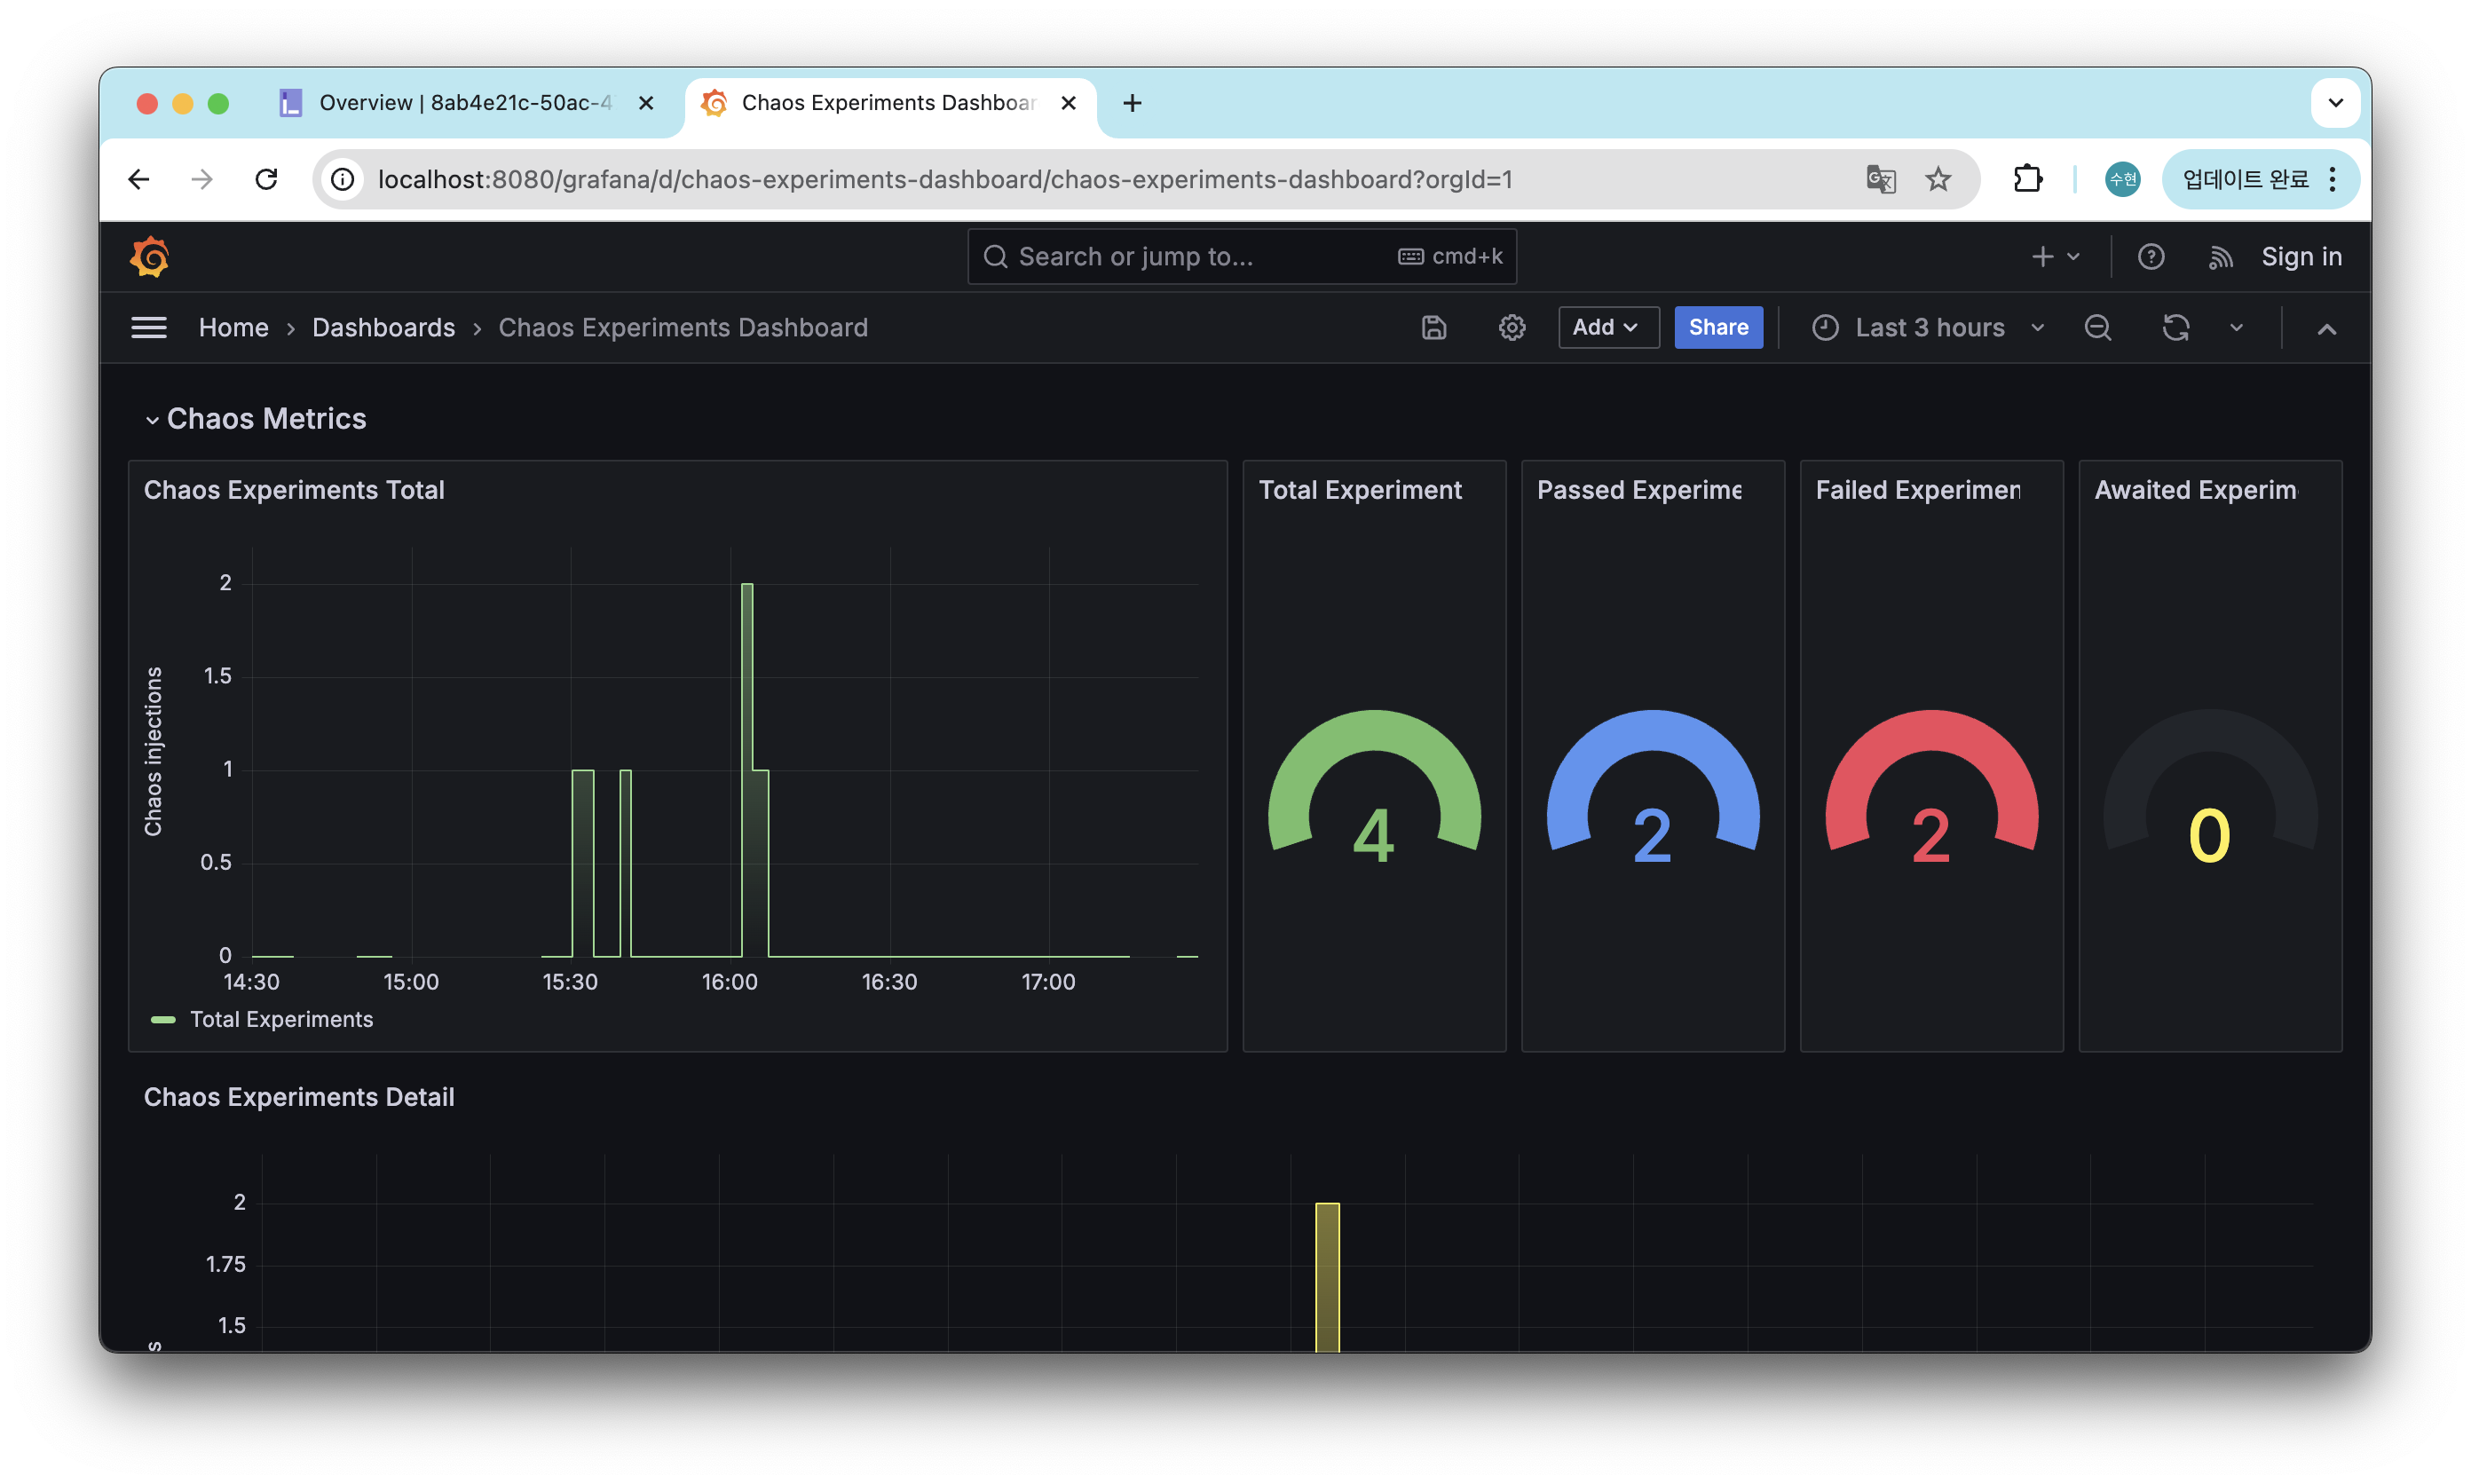 Overview | 8ab4e21c-50ac-4
Chaos Experiments Dashboar
localhost:8080/grafana/d/chaos-experiments-dashboard/chaos-experiments-dashboard?orgId=1
수현
업데이트 완료
Search or jump to...
cmd+k
Sign in
Home
Dashboards
Chaos Experiments Dashboard
Add
Share
Last 3 hours
Chaos Metrics
Chaos Experiments Total
Chaos injections
2
1.5
1
0.5
0
14:30 15:00 15:30 16:00 16:30 17:00
Total Experiments
Total Experiment
4
Passed Experime
2
Failed Experimen
2
Awaited Experim
0
Chaos Experiments Detail
2
1.75
1.5
s